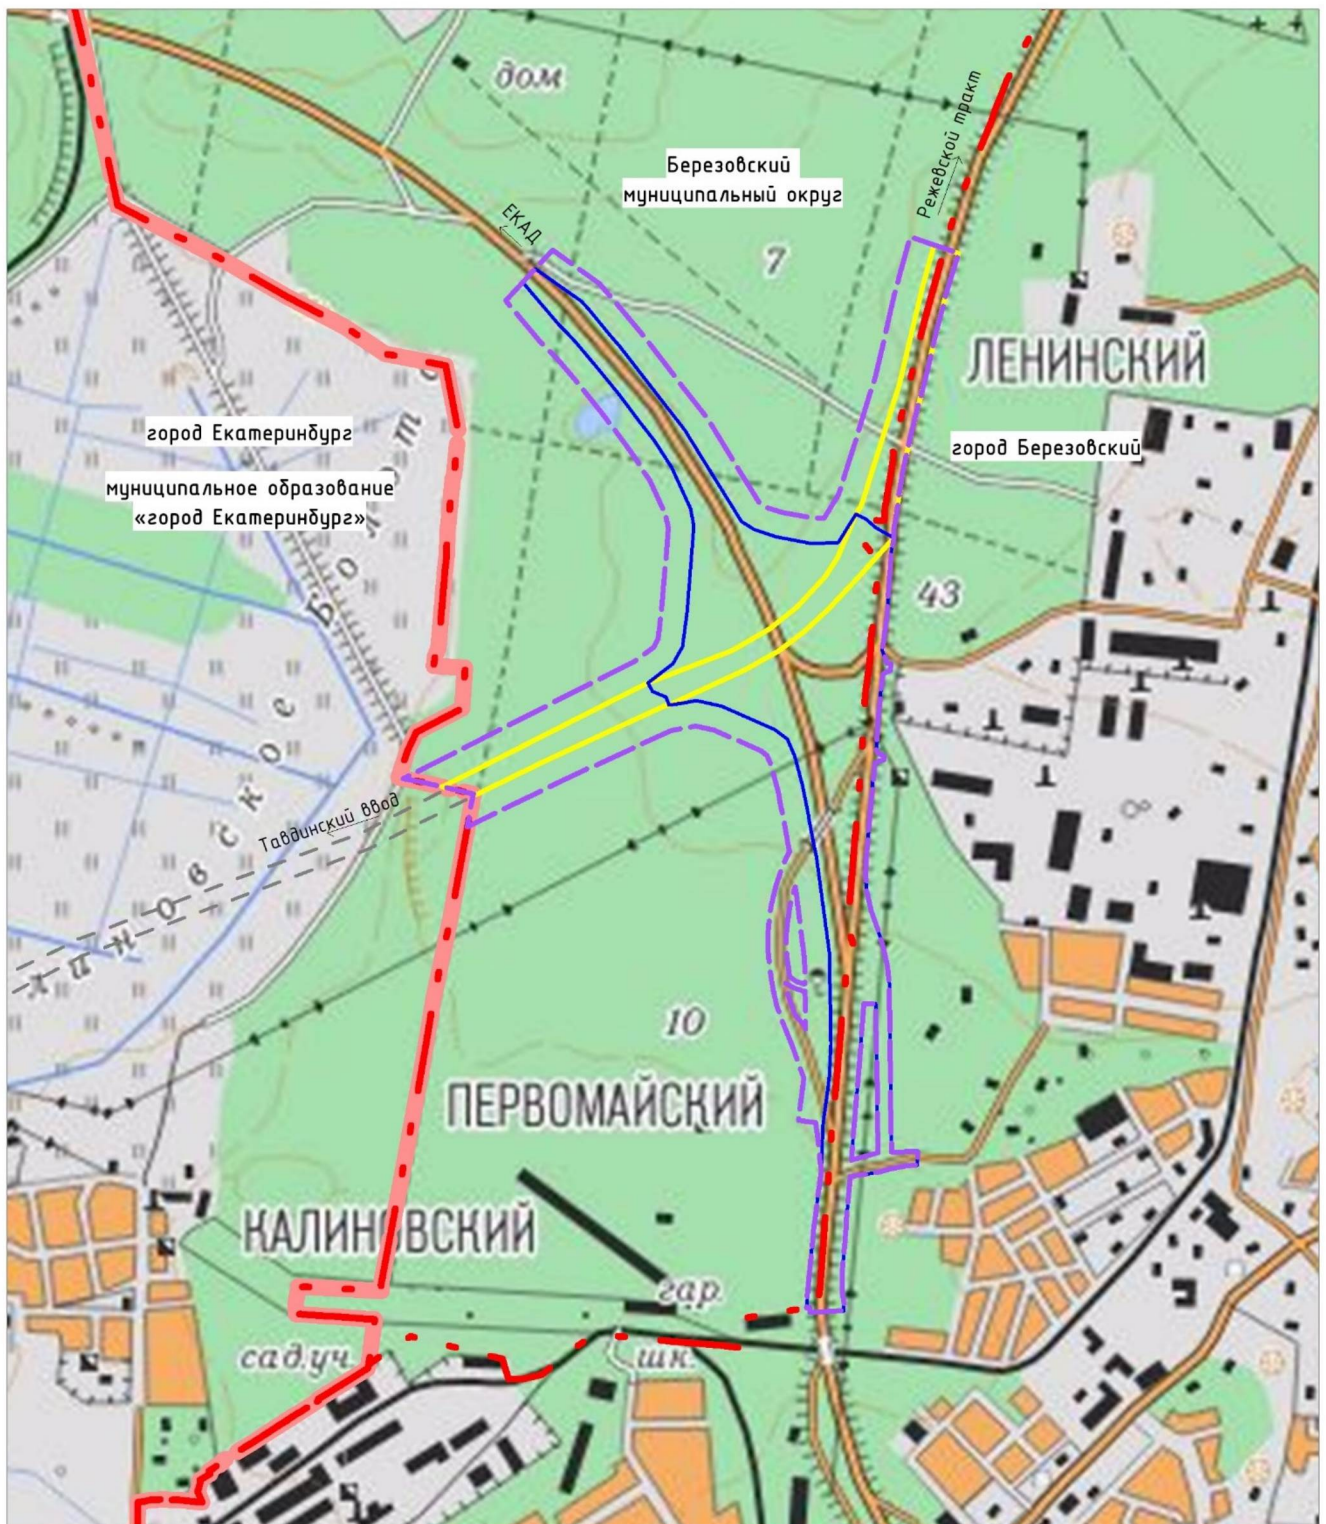 дом
Березовский
муниципальный округ
Режевской тракт
ЕКАД
7
ЛЕНИНСКИЙ
город Екатеринбург
город Березовский
муниципальное образование
«город Екатеринбург»
43
Тавдинский ввод
10
ПЕРВОМАЙСКИЙ
КАЛИНОВСКИЙ
гар.
сад.уч.
шк.